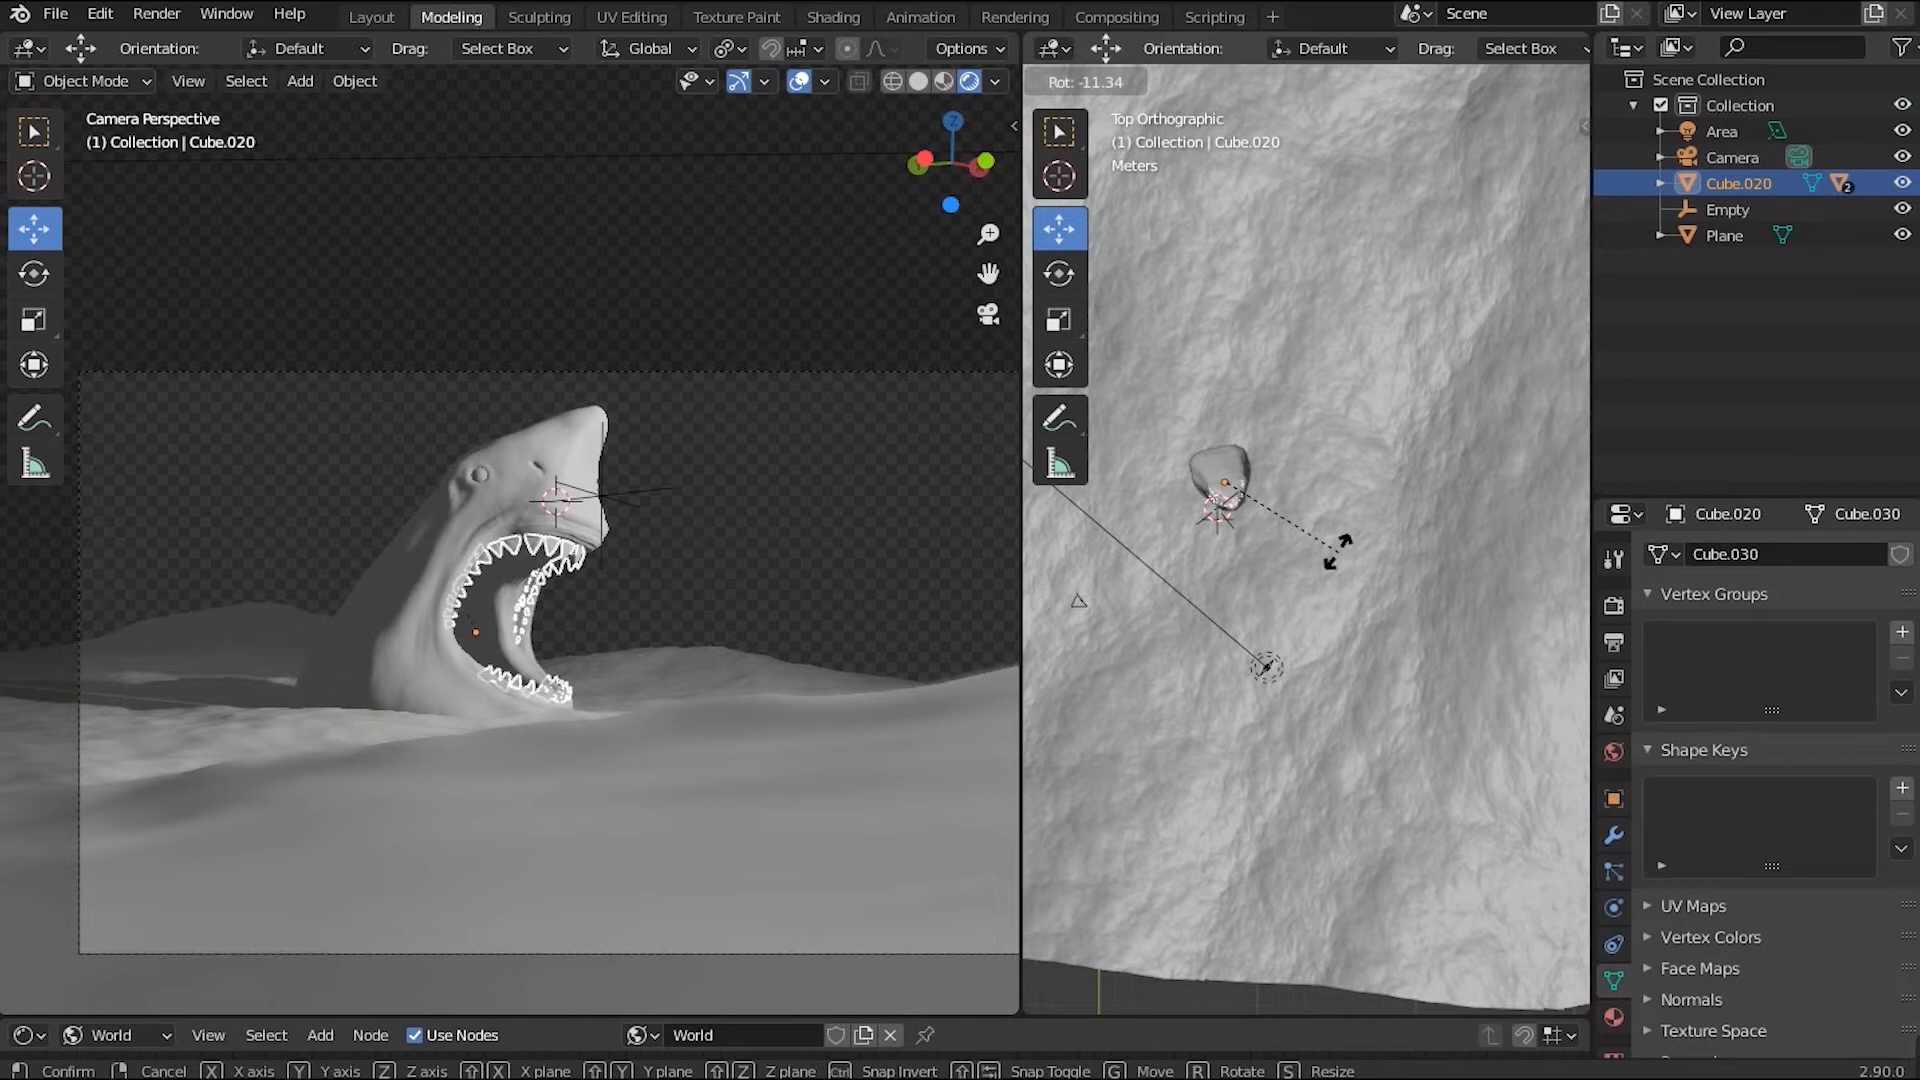 File Edit Render Window Help Layout Modeling Sculpting UV Editing Texture Paint Shading Animation Rendering Compositing Scripting + Scene View Layer
Orientation: Default Drag: Select Box Global Options
Orientation: Default Drag: Select Box
Object Mode View Select Add Object
Rot: -11.34
Camera Perspective
(1) Collection | Cube.020
Z
Top Orthographic
(1) Collection | Cube.020
Meters
Scene Collection
Collection
Area
Camera
Cube.020 2
Empty
Plane
Cube.020 Cube.030
Cube.030
Vertex Groups
Shape Keys
UV Maps
Vertex Colors
Face Maps
Normals
Texture Space
World View Select Add Node Use Nodes World
Confirm Cancel X X axis Y Y axis Z Z axis X X plane Y Y plane Z Z plane Ctrl Snap Invert Snap Toggle G Move R Rotate S Resize 2.90.0